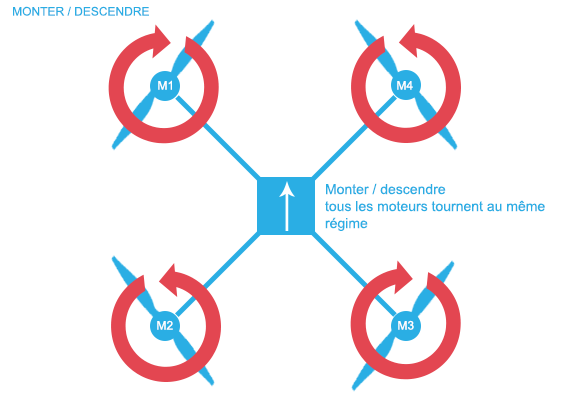 MONTER / DESCENDRE
M1
M4
Monter / descendre
tous les moteurs tournent au même
régime
M2
M3